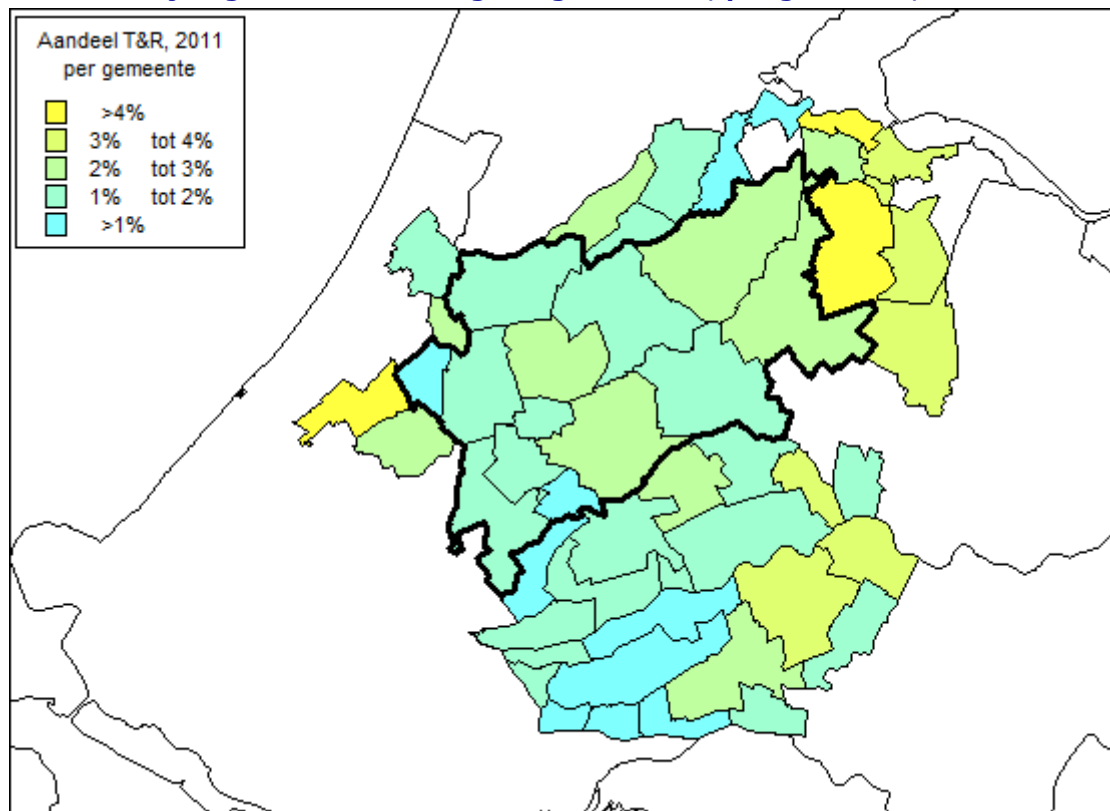 Aandeel T&R, 2011
per gemeente
>4%
3% tot 4%
2% tot 3%
1% tot 2%
>1%